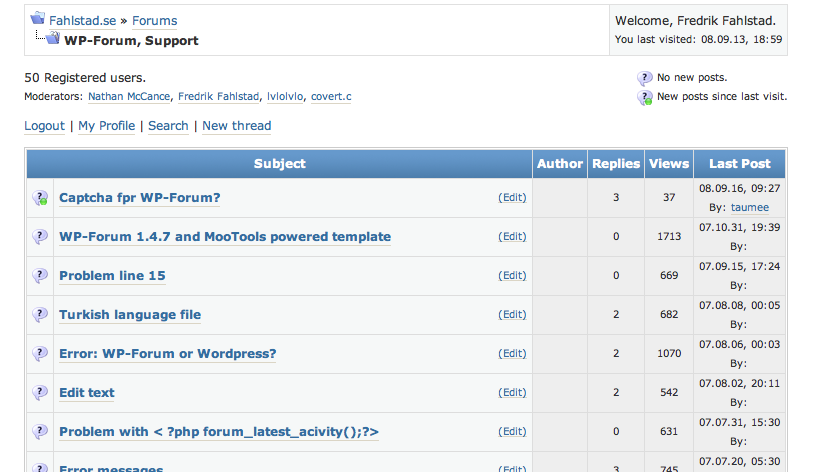 Fahlstad.se » Forums
WP-Forum, Support
Welcome, Fredrik Fahlstad.
You last visited: 08.09.13, 18:59
50 Registered users.
Moderators: Nathan McCance, Fredrik Fahlstad, lvlolvlo, covert.c
? No new posts.
? New posts since last visit.
Logout | My Profile | Search | New thread
Subject Author Replies Views Last Post
? Captcha fpr WP-Forum? (Edit) 3 37 08.09.16, 09:27
By: taumee
? WP-Forum 1.4.7 and MooTools powered template (Edit) 0 1713 07.10.31, 19:39
By:
? Problem line 15 (Edit) 0 669 07.09.15, 17:24
By:
? Turkish language file (Edit) 2 682 07.08.08, 00:05
By:
? Error: WP-Forum or Wordpress? (Edit) 2 1070 07.08.06, 00:03
By:
? Edit text (Edit) 2 542 07.08.02, 20:11
By:
? Problem with < ?php forum_latest_acivity();?> (Edit) 0 631 07.07.31, 15:30
By:
? Error messages (Edit) 3 745 07.07.20, 05:30